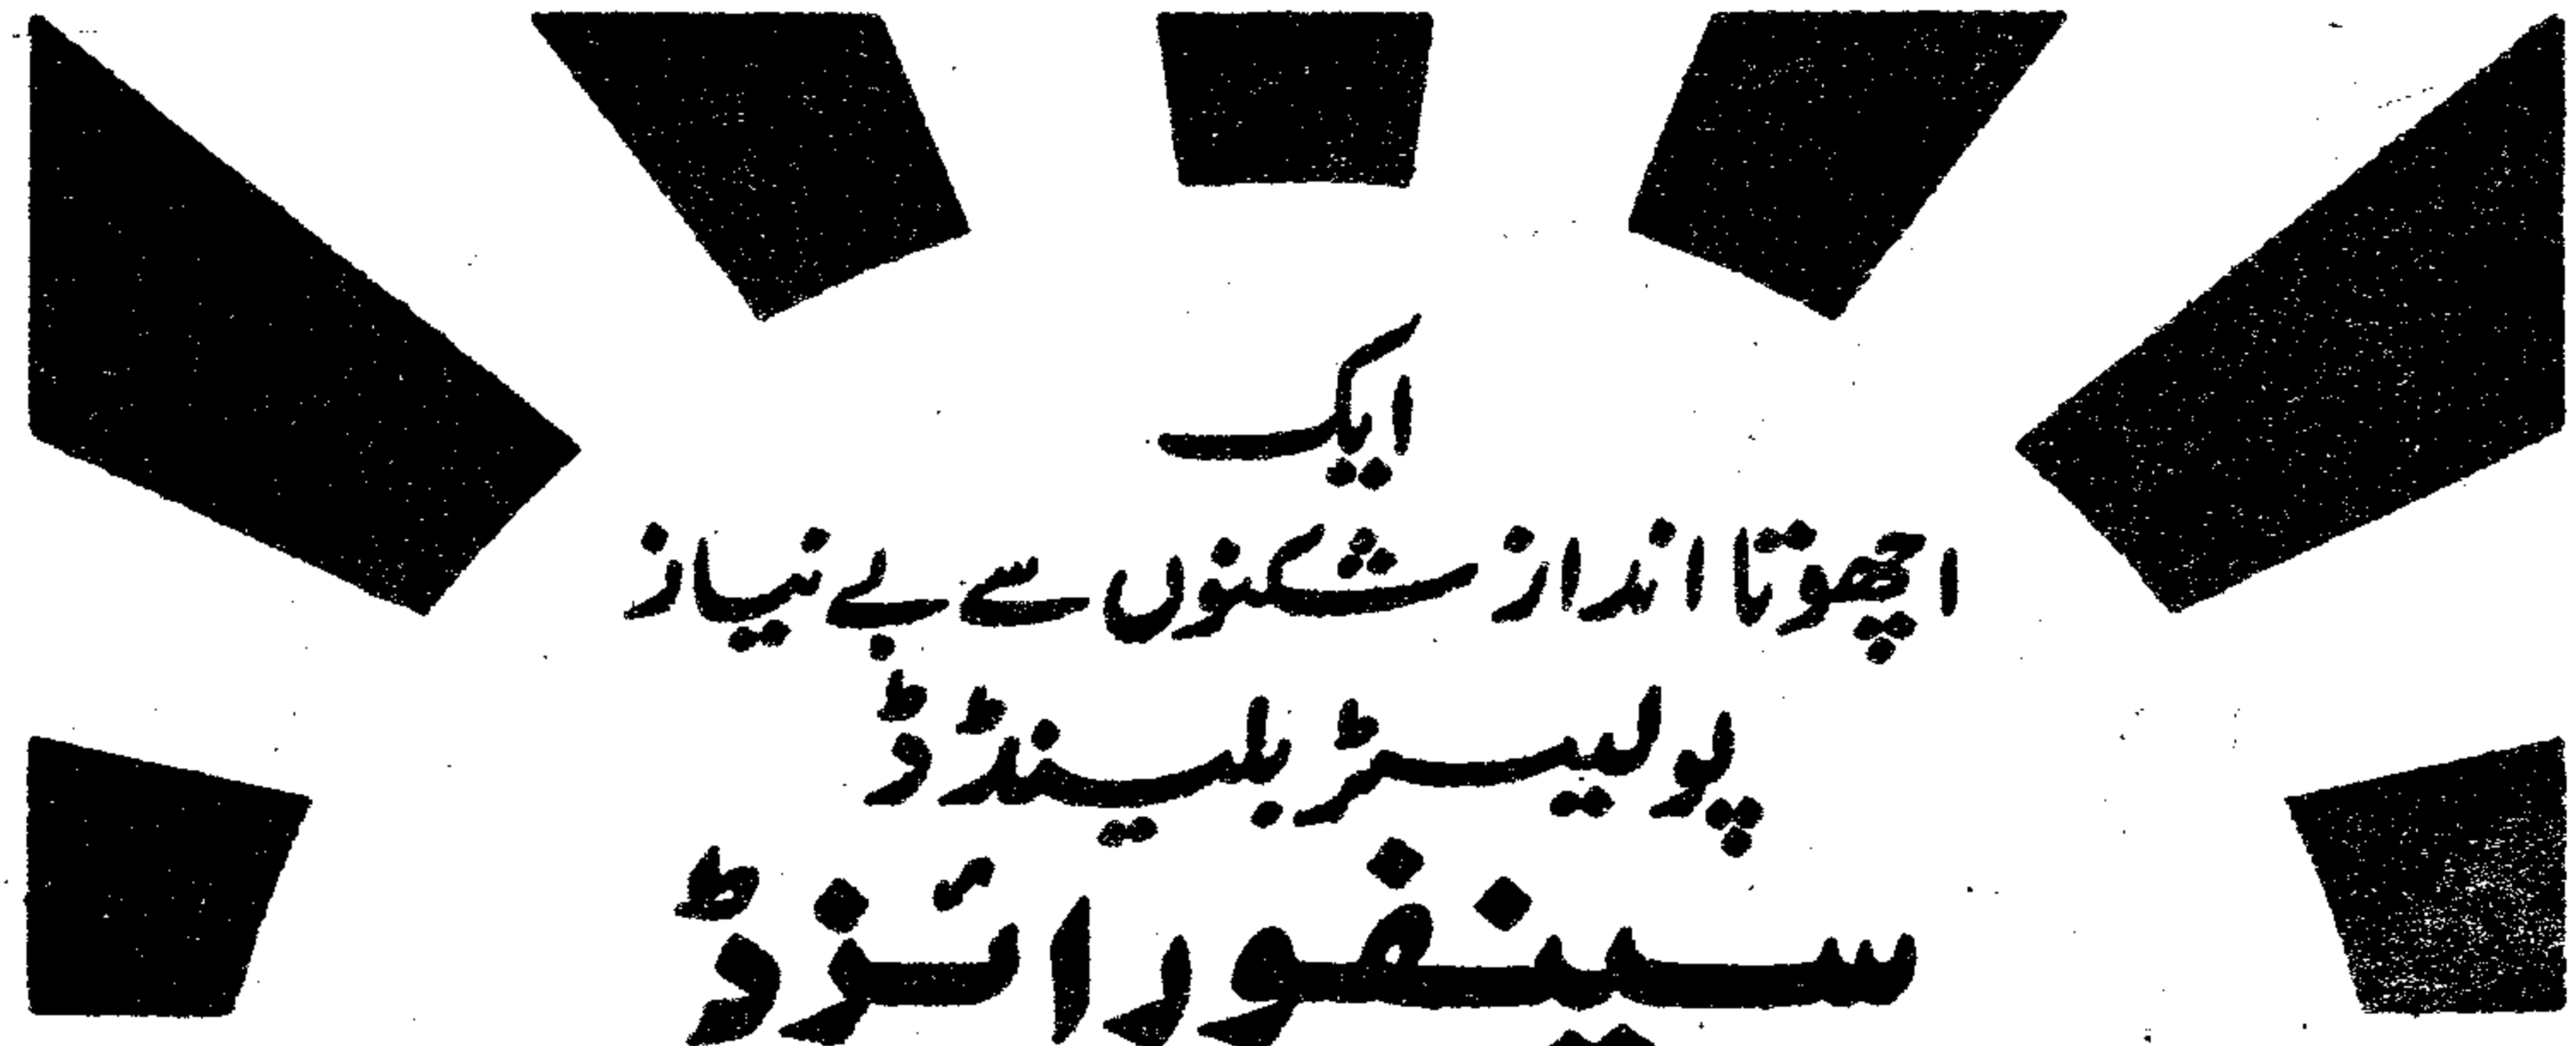 ایک
اچھوتا انداز شکنوں سے بے نیاز
پولیسٹر بلینڈڈ
سینفورائزڈ